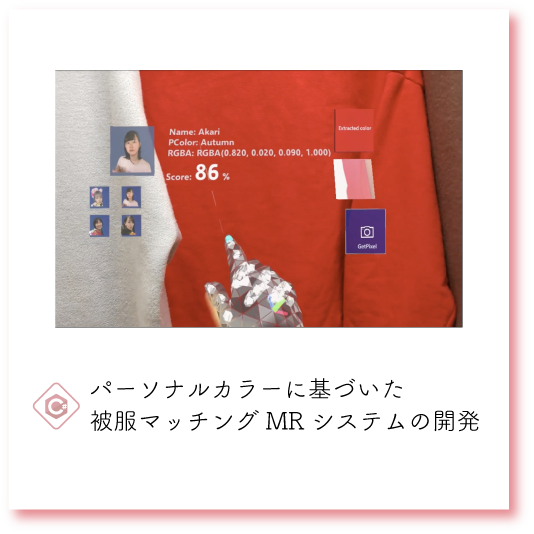 Name: Akari
PColor: Autumn
RGBA: RGBA(0.820, 0.020, 0.090, 1.000)
Score: 86 %
Extracted color
GetPixel
C#
パーソナルカラーに基づいた
被服マッチング MR システムの開発